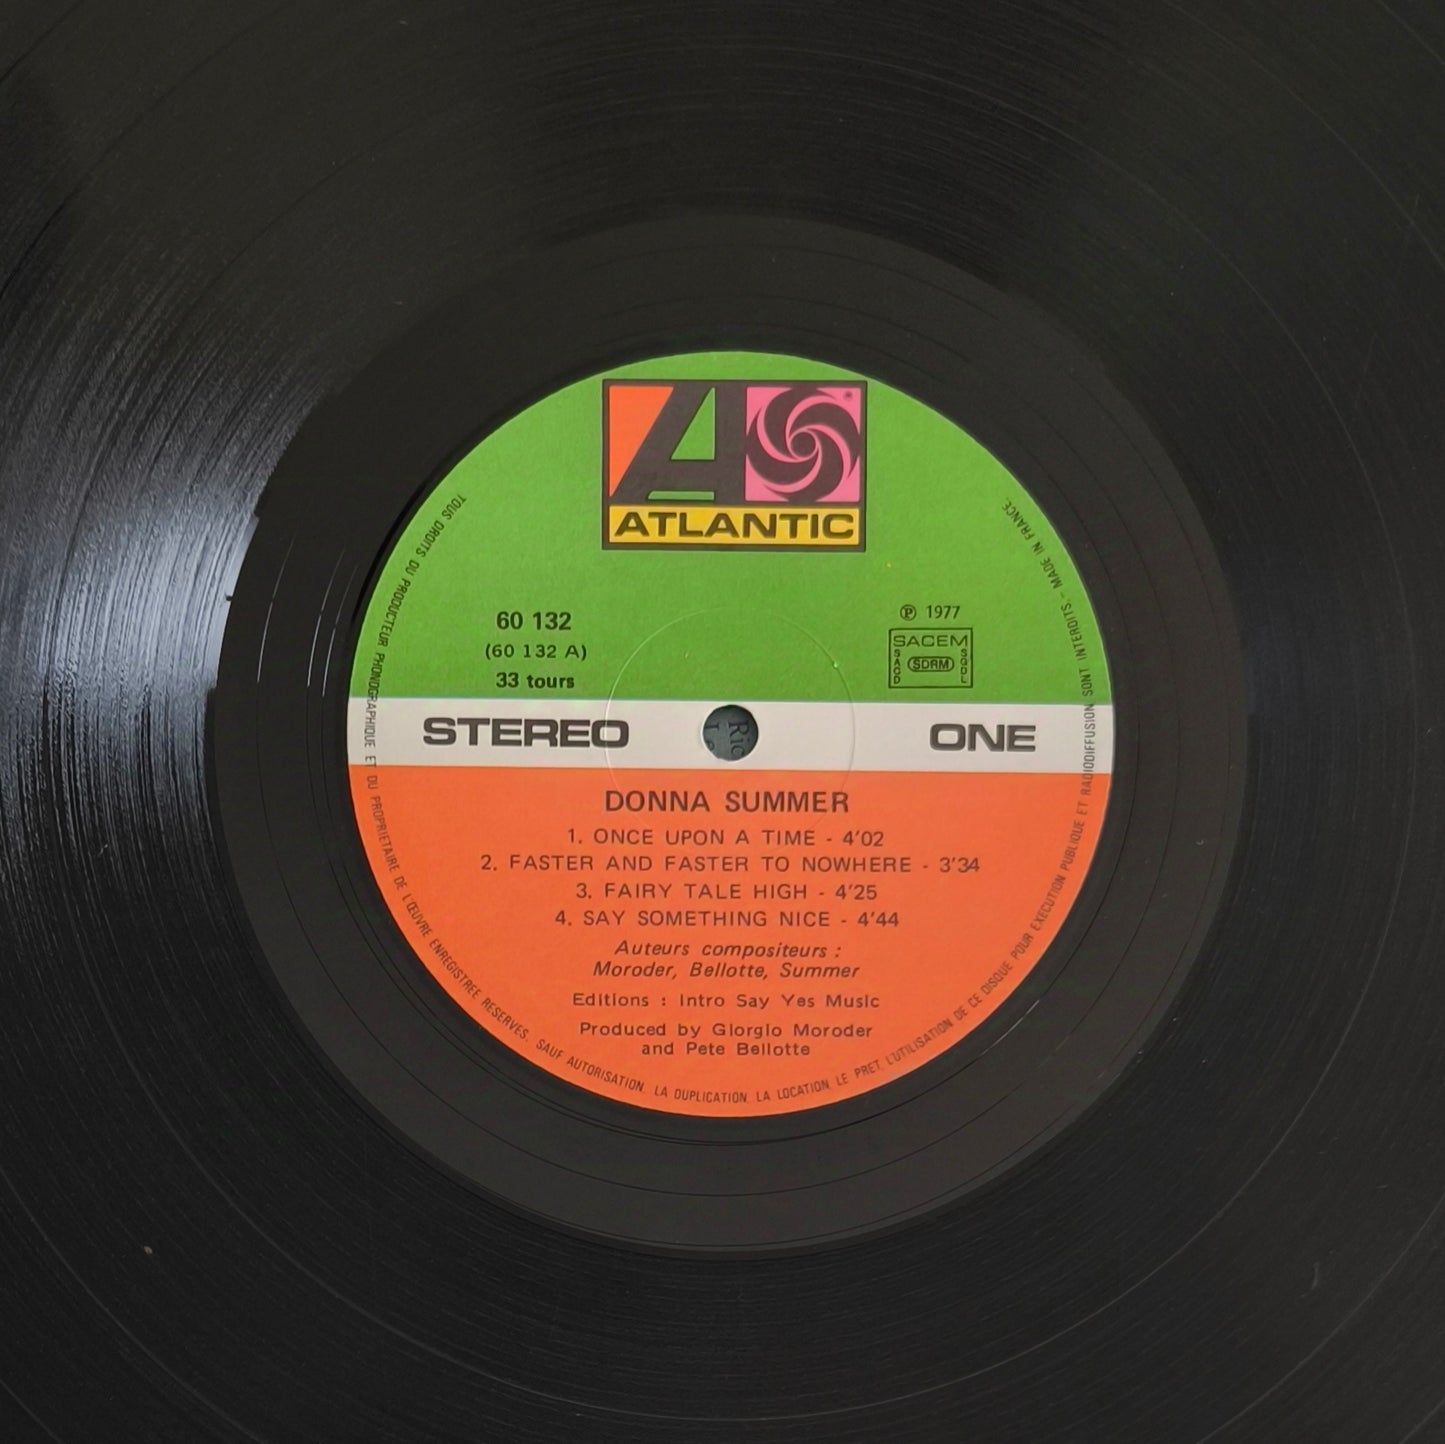 A
®
ATLANTIC
60 132
(60 132 A)
33 tours
Ⓟ 1977
SACEM
SACD
SDRM
SGDL
STEREO
ONE
Ric
DONNA SUMMER
1. ONCE UPON A TIME - 4'02
2. FASTER AND FASTER TO NOWHERE - 3'34
3. FAIRY TALE HIGH - 4'25
4. SAY SOMETHING NICE - 4'44
Auteurs compositeurs :
Moroder, Bellotte, Summer
Editions : Intro Say Yes Music
Produced by Giorgio Moroder
and Pete Bellotte
TOUS DROITS DU PRODUCTEUR PHONOGRAPHIQUE ET DU PROPRIETAIRE DE L'ŒUVRE ENREGISTREE RESERVES. SAUF AUTORISATION, LA DUPLICATION, LA LOCATION, LE PRET, L'UTILISATION DE CE DISQUE POUR EXECUTION PUBLIQUE ET RADIODIFFUSION SONT INTERDITS. - MADE IN FRANCE.